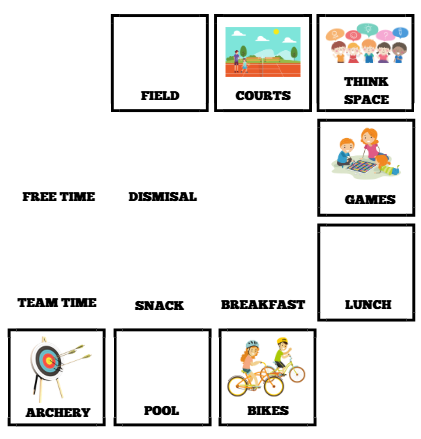 FIELD
COURTS
THINK
SPACE
FREE TIME
DISMISAL
GAMES
TEAM TIME
SNACK
BREAKFAST
LUNCH
ARCHERY
POOL
BIKES